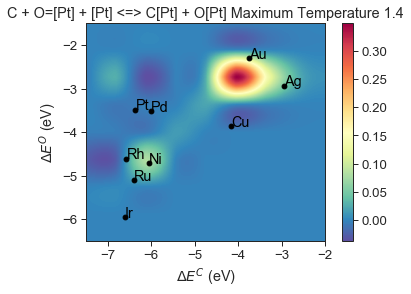 C + O=[Pt] + [Pt] <=> C[Pt] + O[Pt] Maximum Temperature 1.4
−2
−3
−4
−5
−6
ΔE^O (eV)
Au
Ag
Pt
Pd
Cu
Rh
Ni
Ru
Ir
−7 −6 −5 −4 −3 −2
ΔE^C (eV)
0.30
0.25
0.20
0.15
0.10
0.05
0.00